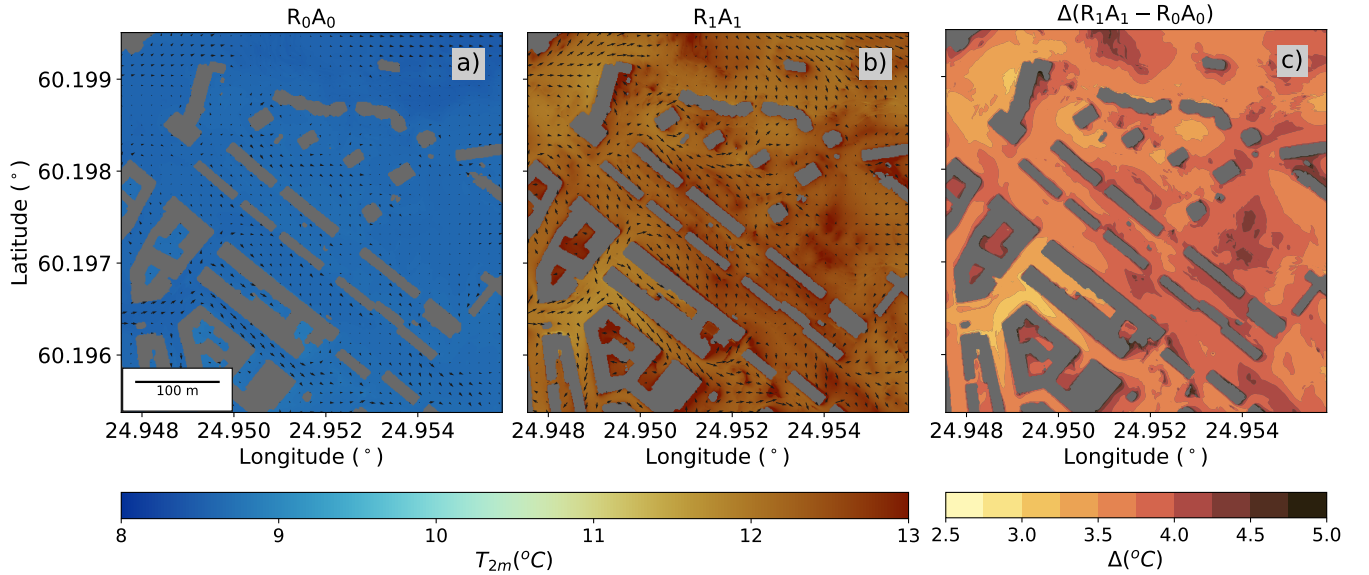 R₀A₀
R₁A₁
Δ(R₁A₁ − R₀A₀)
a)
b)
c)
60.199
60.198
60.197
60.196
Latitude (°)
100 m
24.948 24.950 24.952 24.954
24.948 24.950 24.952 24.954
24.948 24.950 24.952 24.954
Longitude (°)
Longitude (°)
Longitude (°)
8 9 10 11 12 13
T₂ₘ(°C)
2.5 3.0 3.5 4.0 4.5 5.0
Δ(°C)